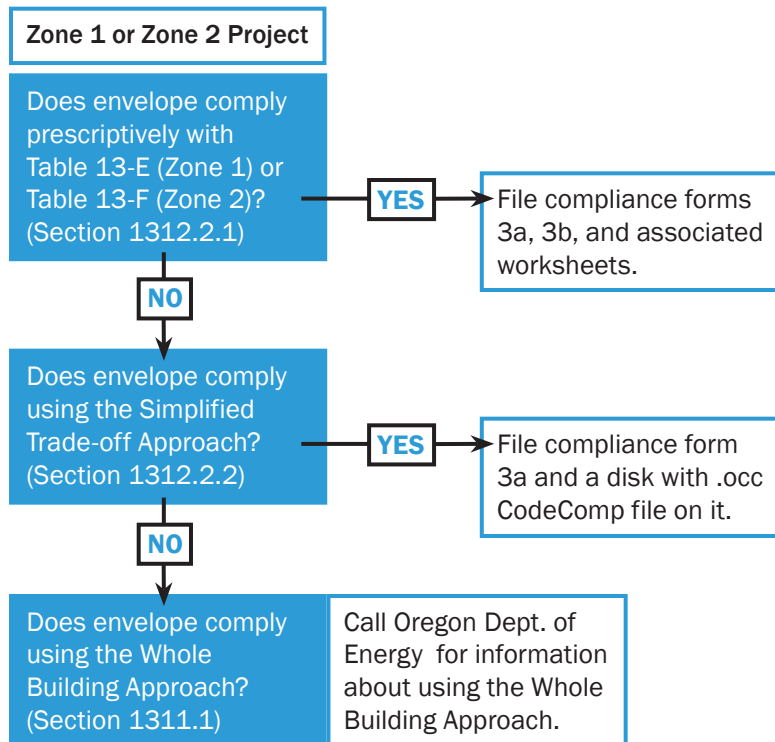 Zone 1 or Zone 2 Project
Does envelope comply
prescriptively with
Table 13-E (Zone 1) or
Table 13-F (Zone 2)?
(Section 1312.2.1)
YES
File compliance forms
3a, 3b, and associated
worksheets.
NO
Does envelope comply
using the Simplified
Trade-off Approach?
(Section 1312.2.2)
YES
File compliance form
3a and a disk with .occ
CodeComp file on it.
NO
Does envelope comply
using the Whole
Building Approach?
(Section 1311.1)
Call Oregon Dept. of
Energy for information
about using the Whole
Building Approach.